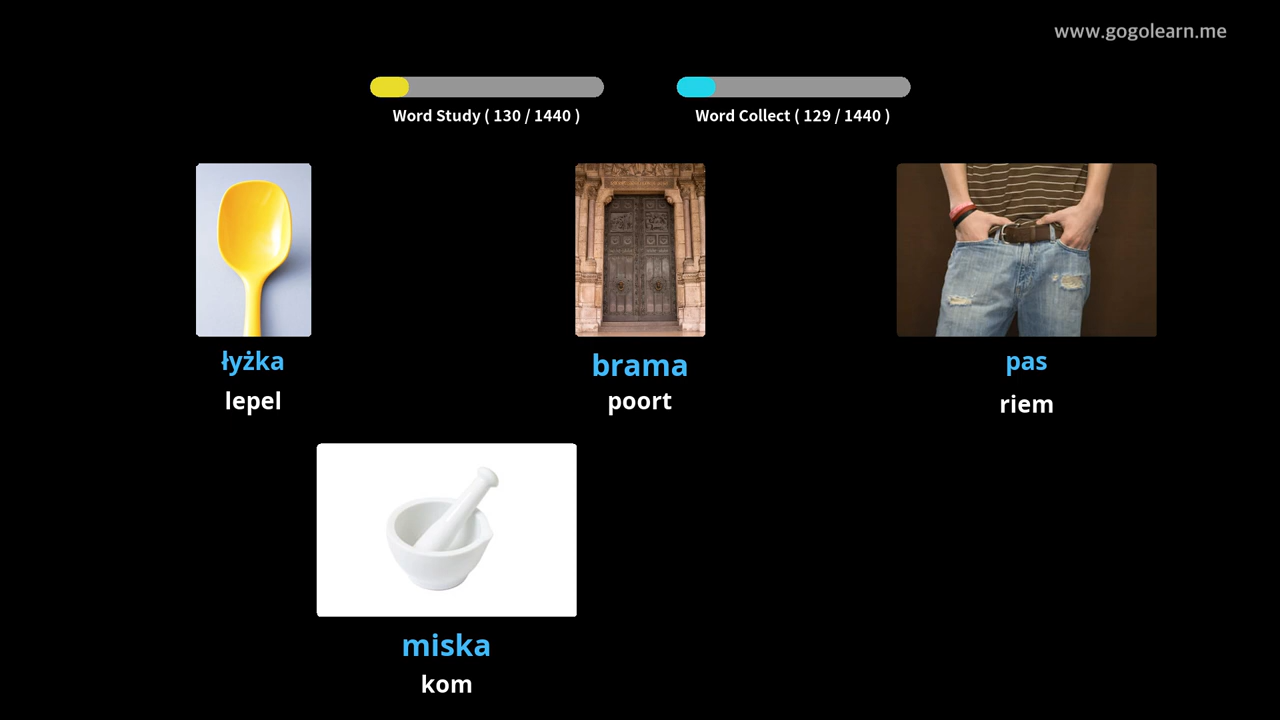 www.gogolearn.me
Word Study ( 130 / 1440 )
Word Collect ( 129 / 1440 )
łyżka
lepel
brama
poort
pas
riem
miska
kom